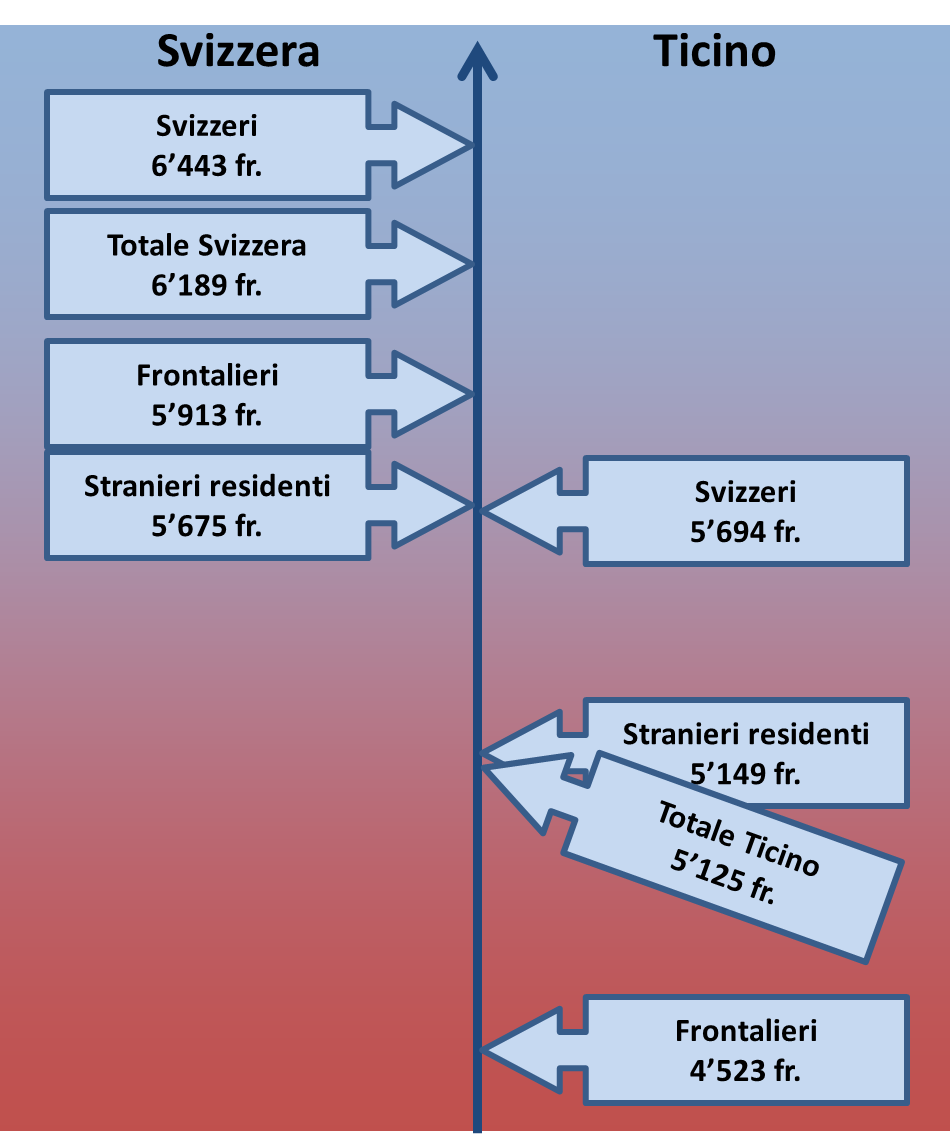 Svizzera
Ticino
Svizzeri
6’443 fr.
Totale Svizzera
6’189 fr.
Frontalieri
5’913 fr.
Stranieri residenti
5’675 fr.
Svizzeri
5’694 fr.
Stranieri residenti
5’149 fr.
Totale Ticino
5’125 fr.
Frontalieri
4’523 fr.